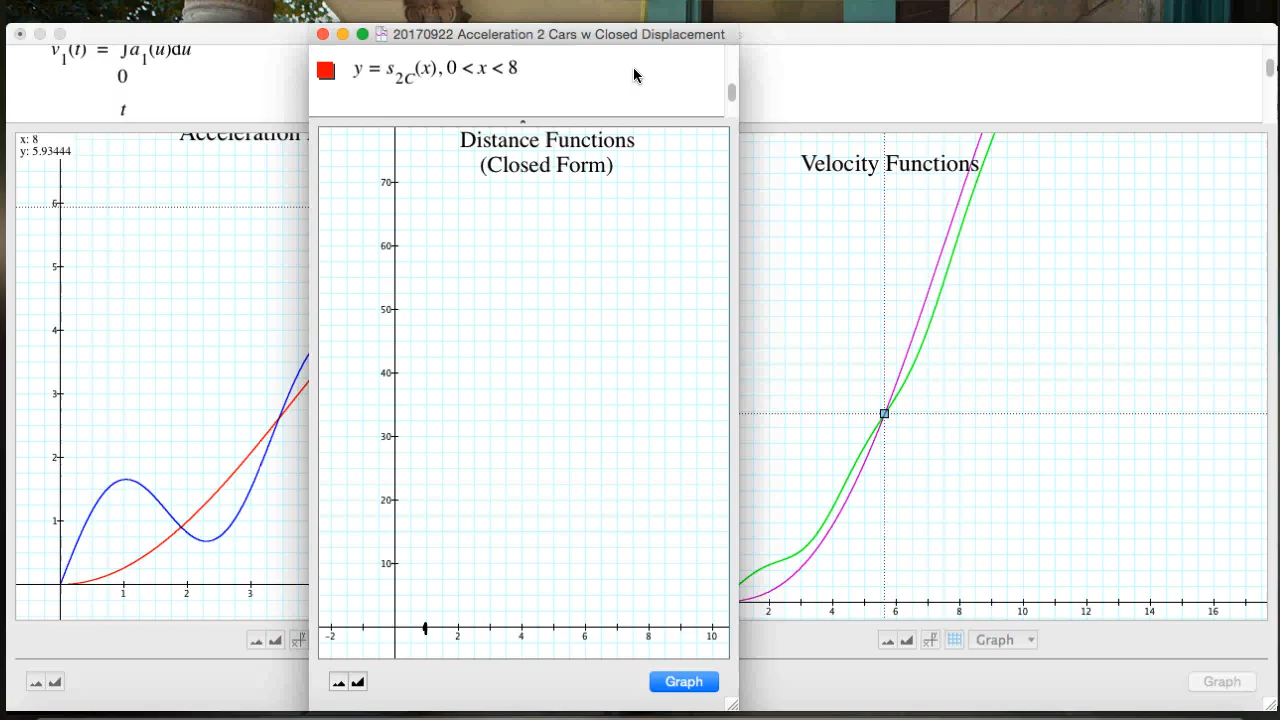 v₁(t) = ∫a₁(u)du
0
t
x: 8
y: 5.93444
Acceleration
6
5
4
3
2
1
1 2 3
20170922 Acceleration 2 Cars w Closed Displacement
y = s₂C(x), 0 < x < 8
Distance Functions
(Closed Form)
70
60
50
40
30
20
10
-2 2 4 6 8 10
Graph
Velocity Functions
2 4 6 8 10 12 14 16
Graph
Graph